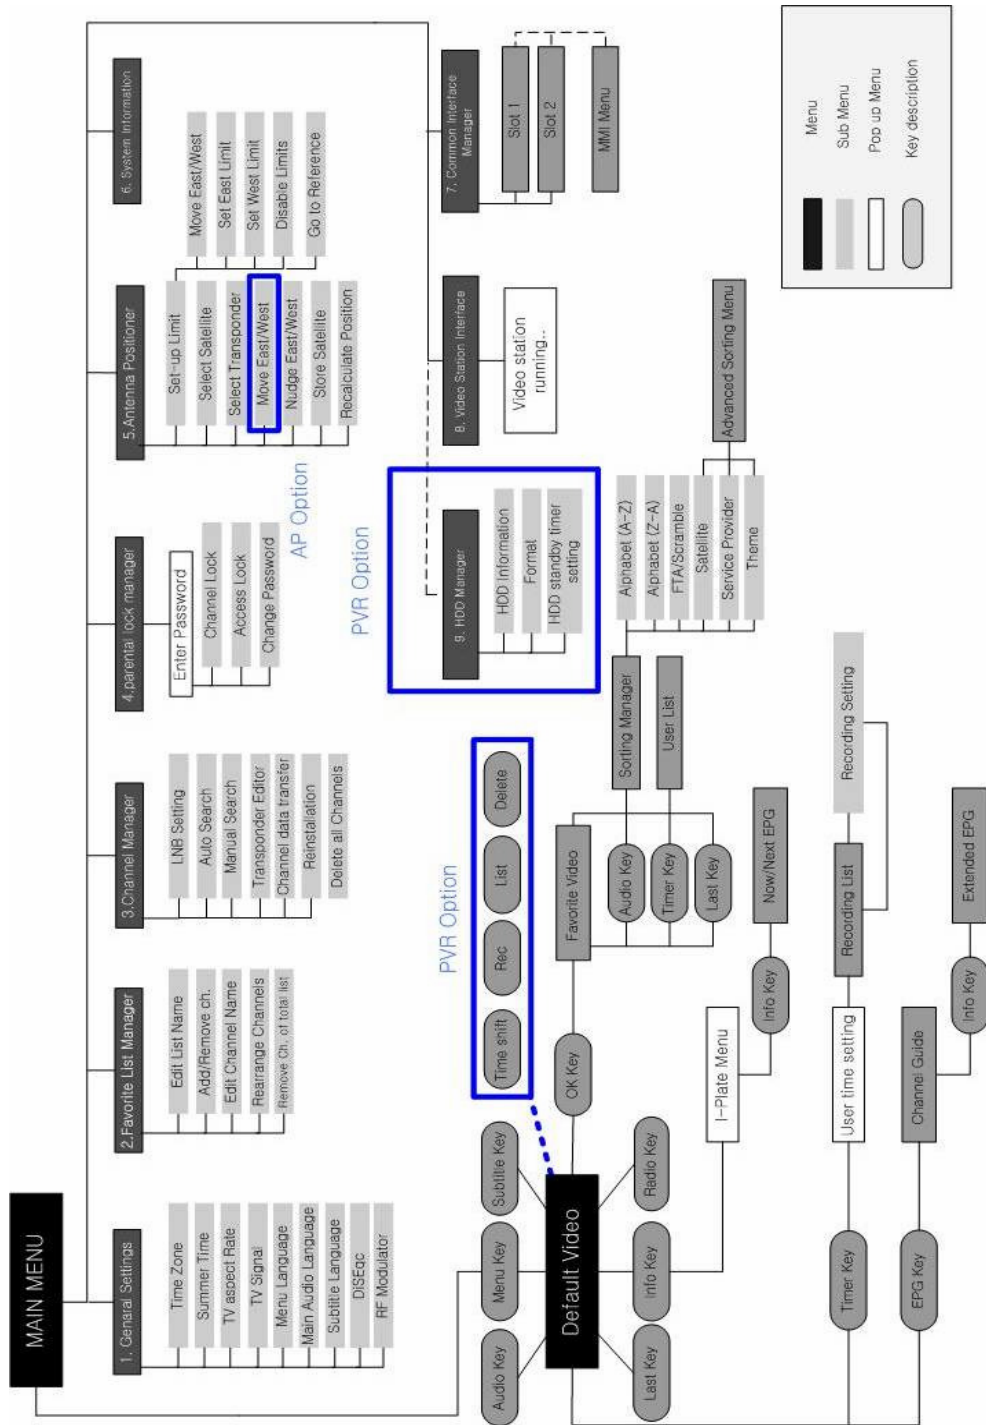 MAIN MENU
1. Genaral Settings
Time Zone
Summer Time
TV aspect Rate
TV Signal
Menu Language
Main Audio Language
Subtitle Language
DiSEqc
RF Modulator
2.Favorite List Manager
Edit List Name
Add/Remove ch.
Edit Channel Name
Rearrange Channels
Remove Ch. of total list
3.Channel Manager
LNB Setting
Auto Search
Manual Search
Transponder Editor
Channel data transfer
Reinstallation
Delete all Channels
4.parental lock manager
Enter Password
Channel Lock
Access Lock
Change Password
5.Antenna Positioner
Set-up Limit
Select Satellite
Select Transponder
Move East/West
Nudge East/West
Store Satellite
Recalculate Position
Move East/West
Set East Limit
Set West Limit
Disable Limits
Go to Reference
AP Option
6. System Information
PVR Option
9. HDD Manager
HDD Information
Format
HDD standby timer
setting
8. Video Station Interface
Video station
running..
7. Common Interface
Manager
Slot 1
Slot 2
MMI Menu
PVR Option
Time shift
Rec
List
Delete
Audio Key
Menu Key
Subtitle Key
Default Video
Last Key
Info Key
Radio Key
OK Key
Favorite Video
Audio Key
Timer Key
Last Key
Sorting Manager
User List
Alphabet (A-Z)
Aphabet (Z-A)
FTA/Scramble
Satellite
Service Provider
Theme
Advanced Sorting Menu
I-Plate Menu
Info Key
Now/Next EPG
Timer Key
User time setting
Recording List
Recording Setting
EPG Key
Channel Guide
Info Key
Extended EPG
Menu
Sub Menu
Pop up Menu
Key description